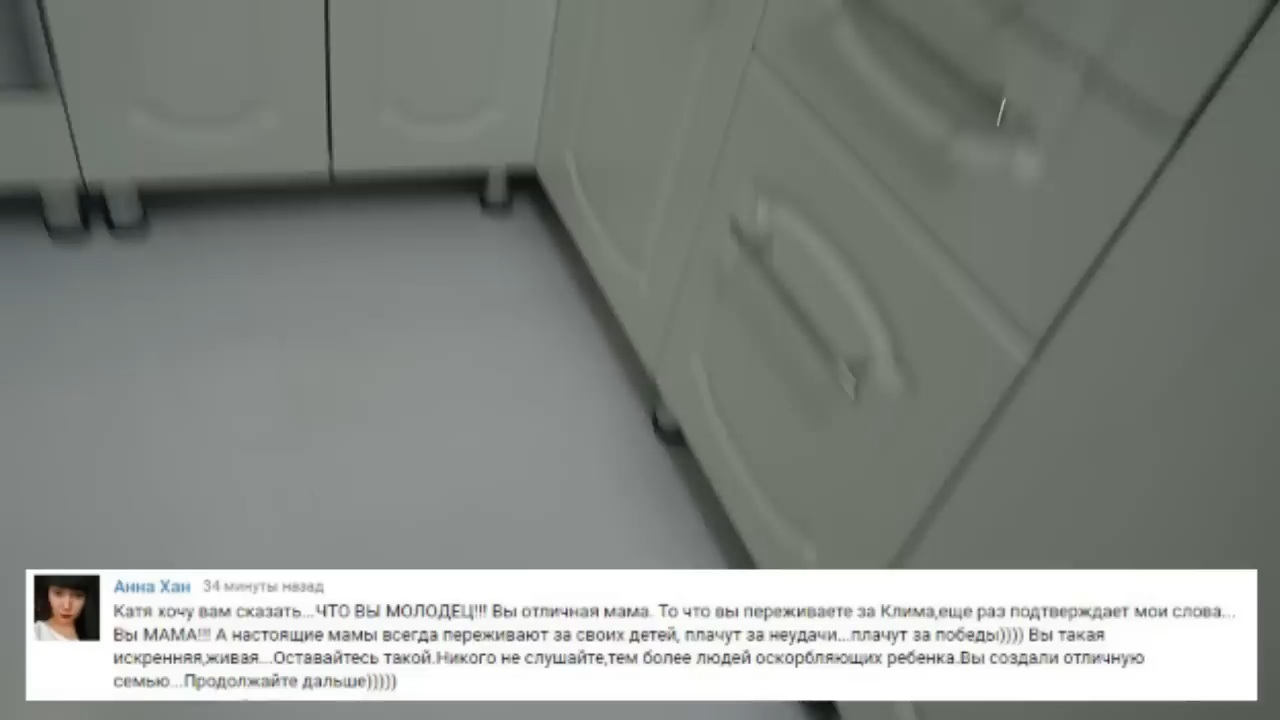 Анна Хан 34 минуты назад
Катя хочу вам сказать...ЧТО ВЫ МОЛОДЕЦ!!! Вы отличная мама. То что вы переживаете за Клима,еще раз подтверждает мои слова...
Вы МАМА!!! А настоящие мамы всегда переживают за своих детей, плачут за неудачи...плачут за победы)))) Вы такая
искренняя,живая...Оставайтесь такой.Никого не слушайте,тем более людей оскорбляющих ребенка.Вы создали отличную
семью...Продолжайте дальше)))))